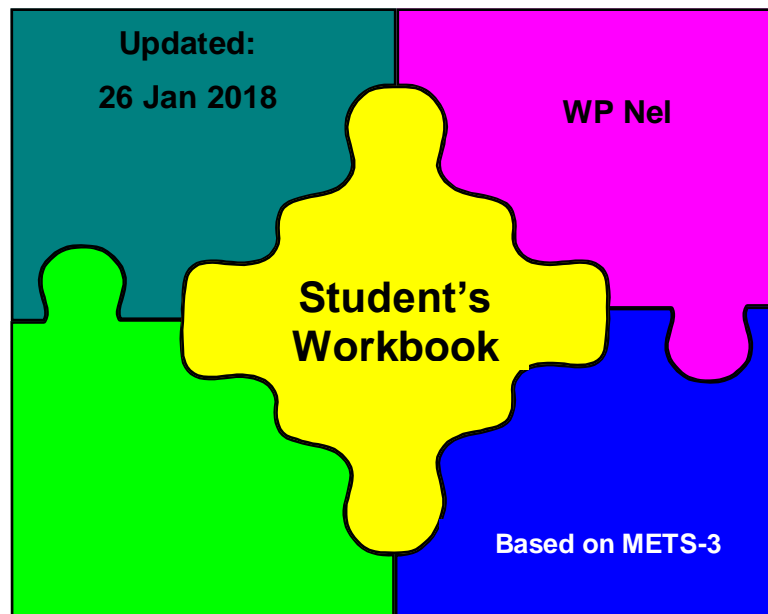 Updated:
26 Jan 2018
WP Nel
Student’s
Workbook
Based on METS-3